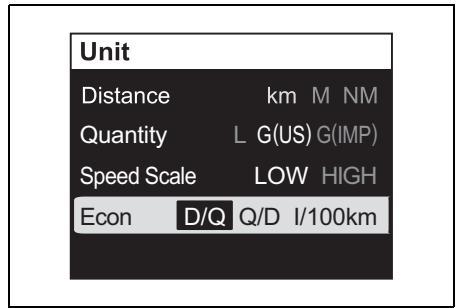 Unit
Distance km M NM
Quantity L G(US) G(IMP)
Speed Scale LOW HIGH
Econ D/Q Q/D l/100km